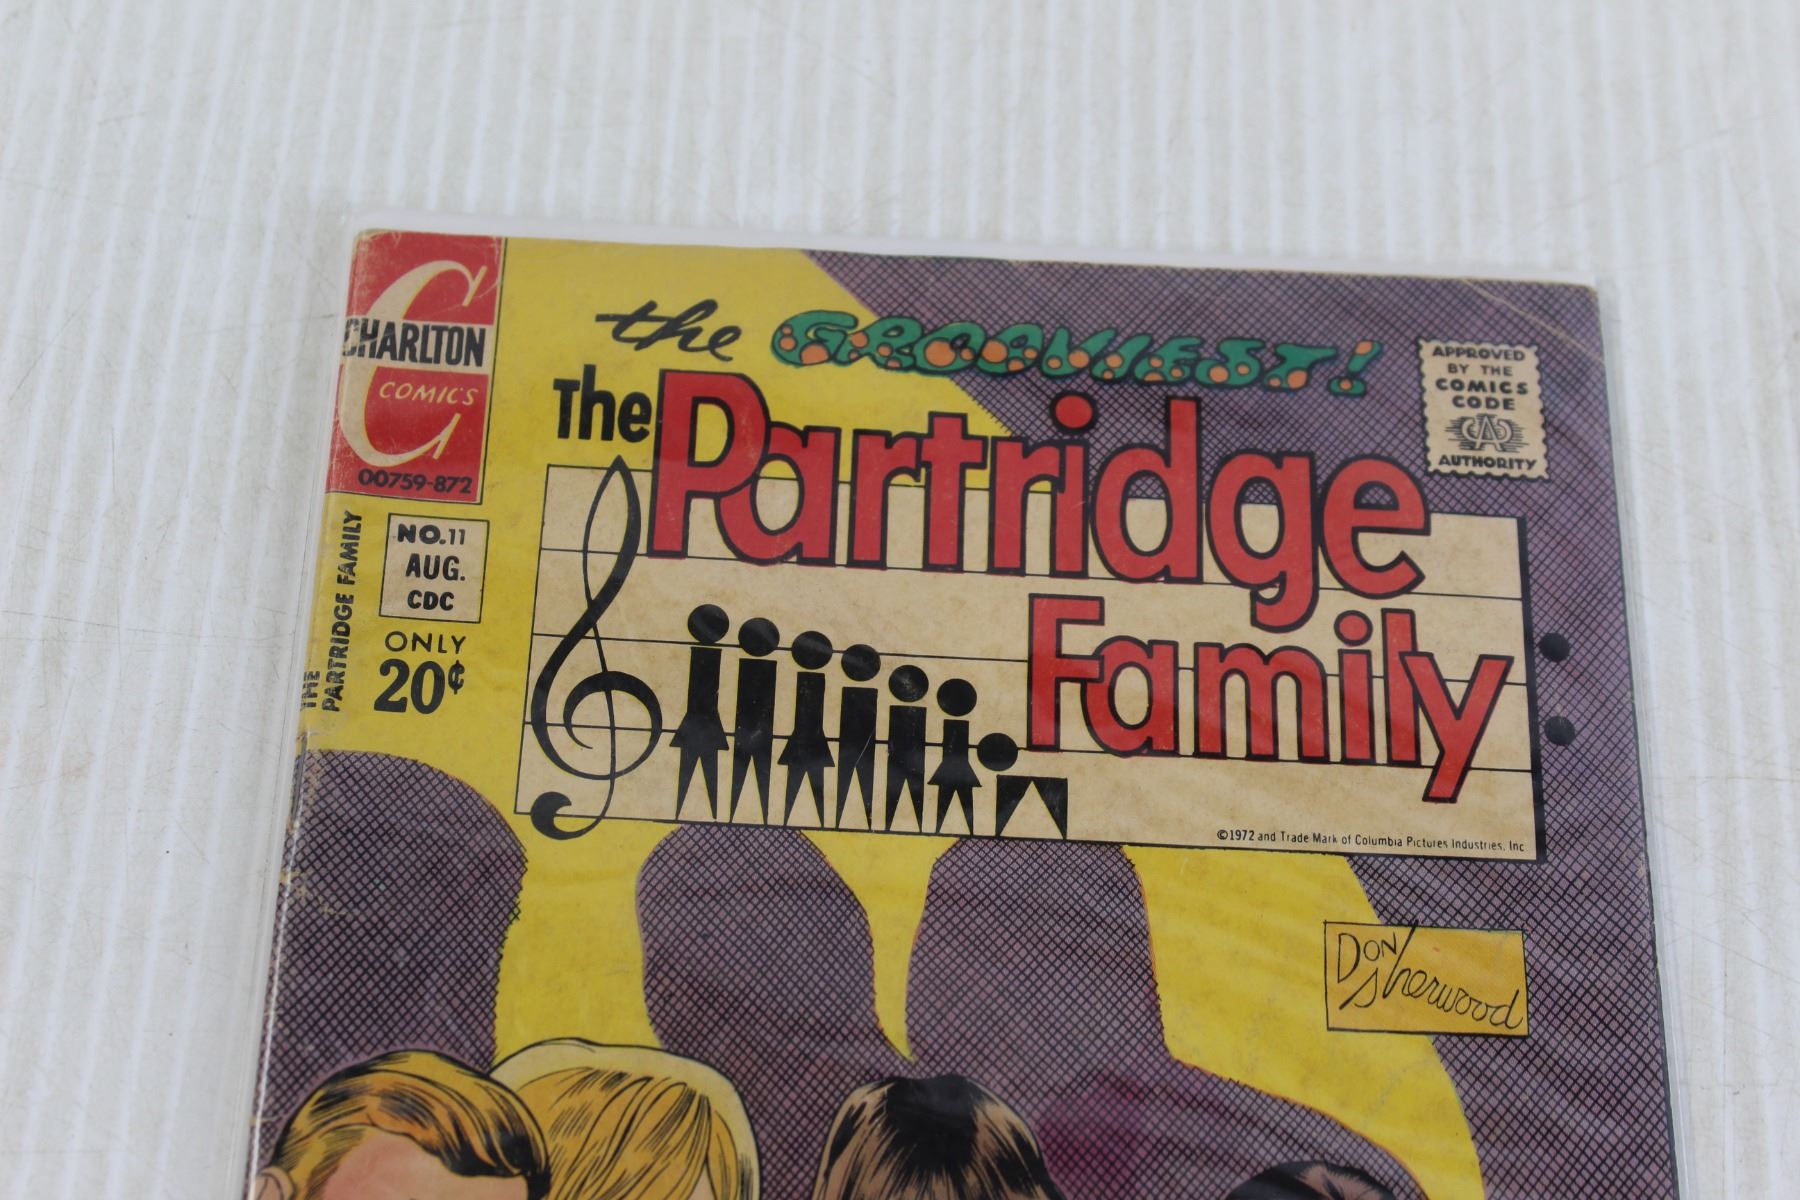 CHARLTON
COMICS
00759-872
THE
PARTRIDGE FAMILY
NO.11
AUG.
CDC
ONLY
20¢
the GROOVIEST!
The Partridge
Family
APPROVED
BY THE
COMICS
CODE
CA
AUTHORITY
©1972 and Trade Mark of Columbia Pictures Industries, Inc
Don Sherwood